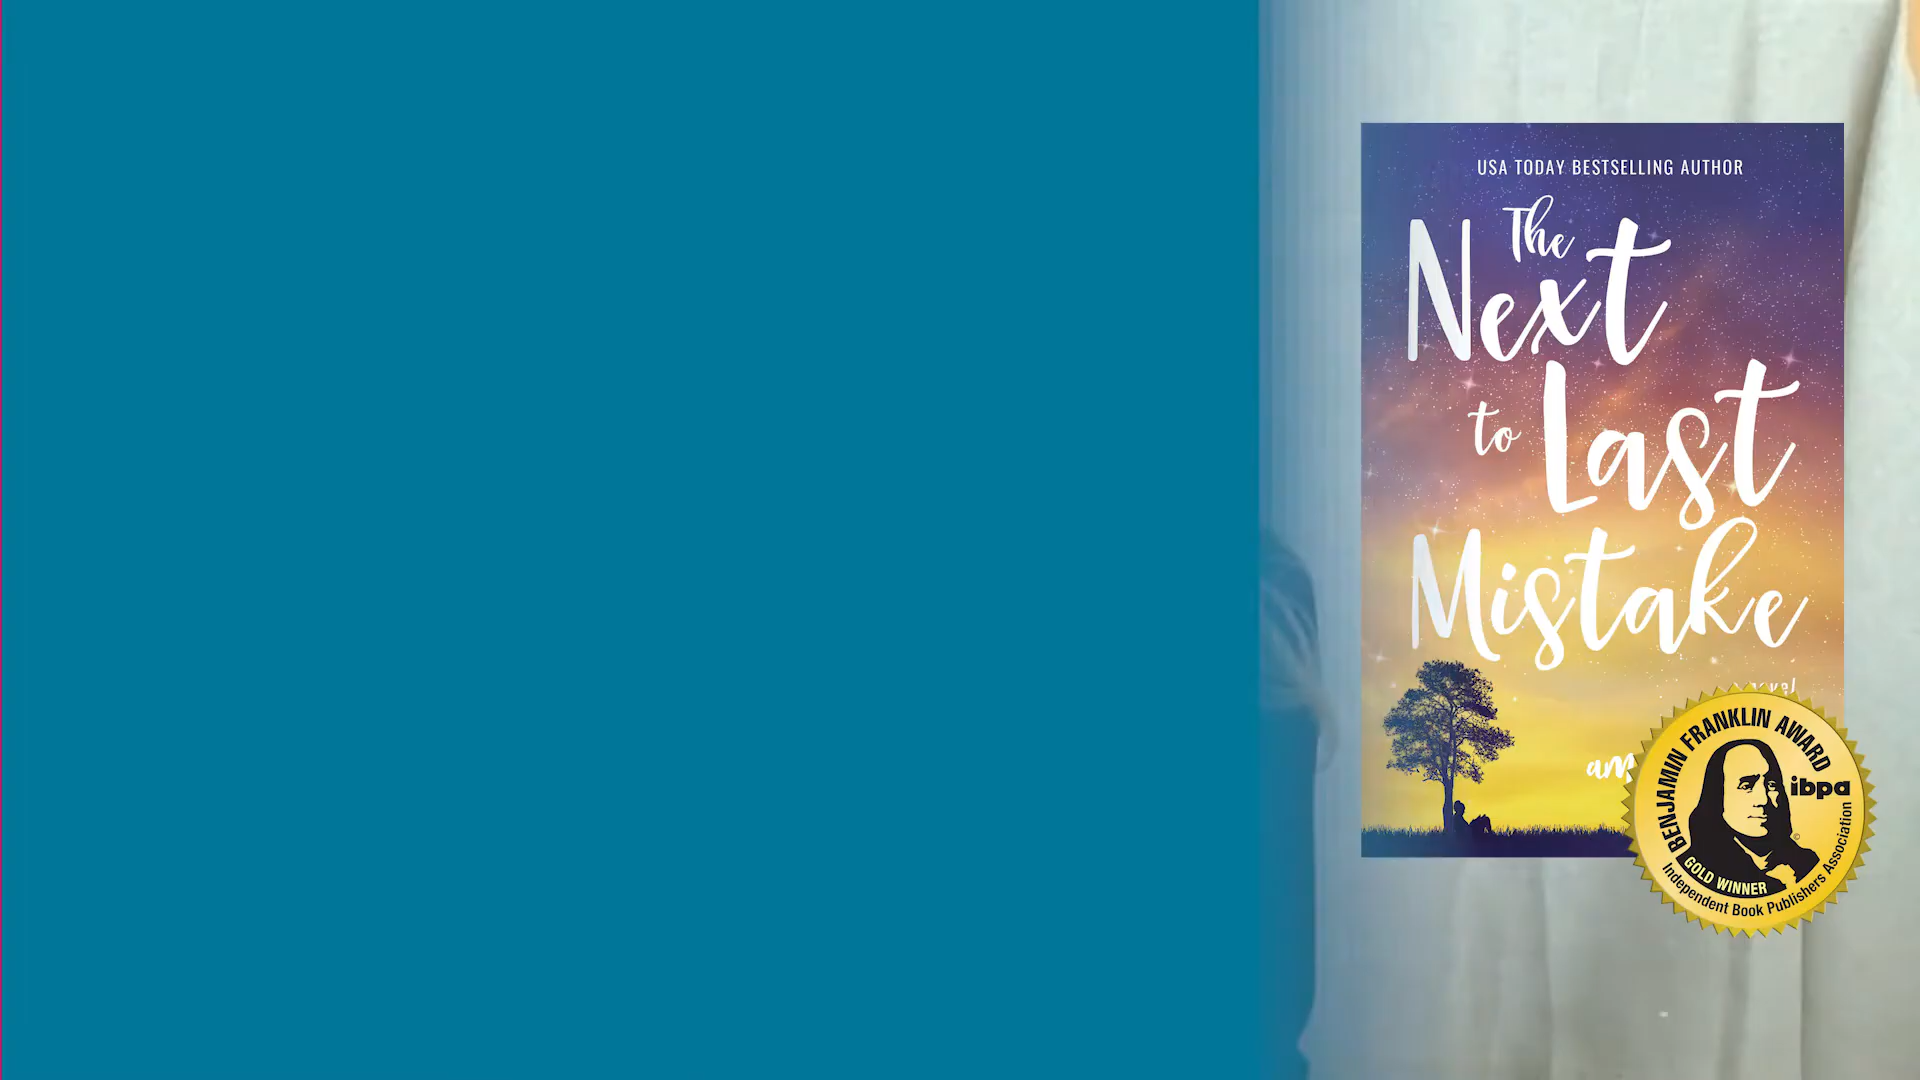 USA TODAY BESTSELLING AUTHOR
The
Next
to Last
Mistake
BENJAMIN FRANKLIN AWARD
ibpa
©
GOLD WINNER
Independent Book Publishers Association